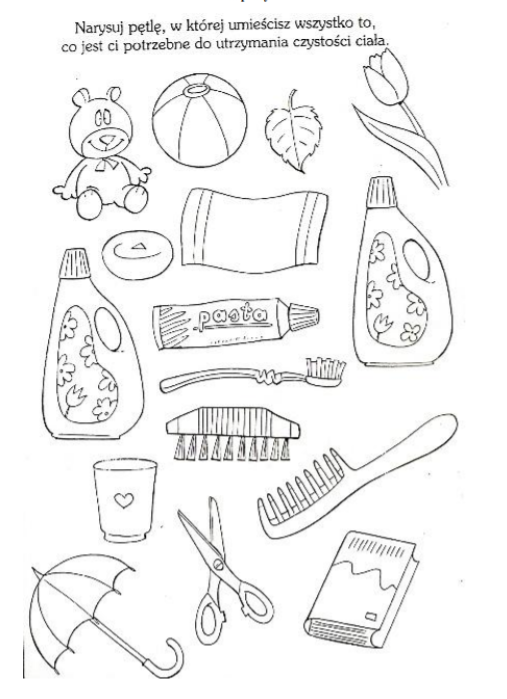 Narysuj pętlę, w której umieścisz wszystko to,
co jest ci potrzebne do utrzymania czystości ciała.
pasta